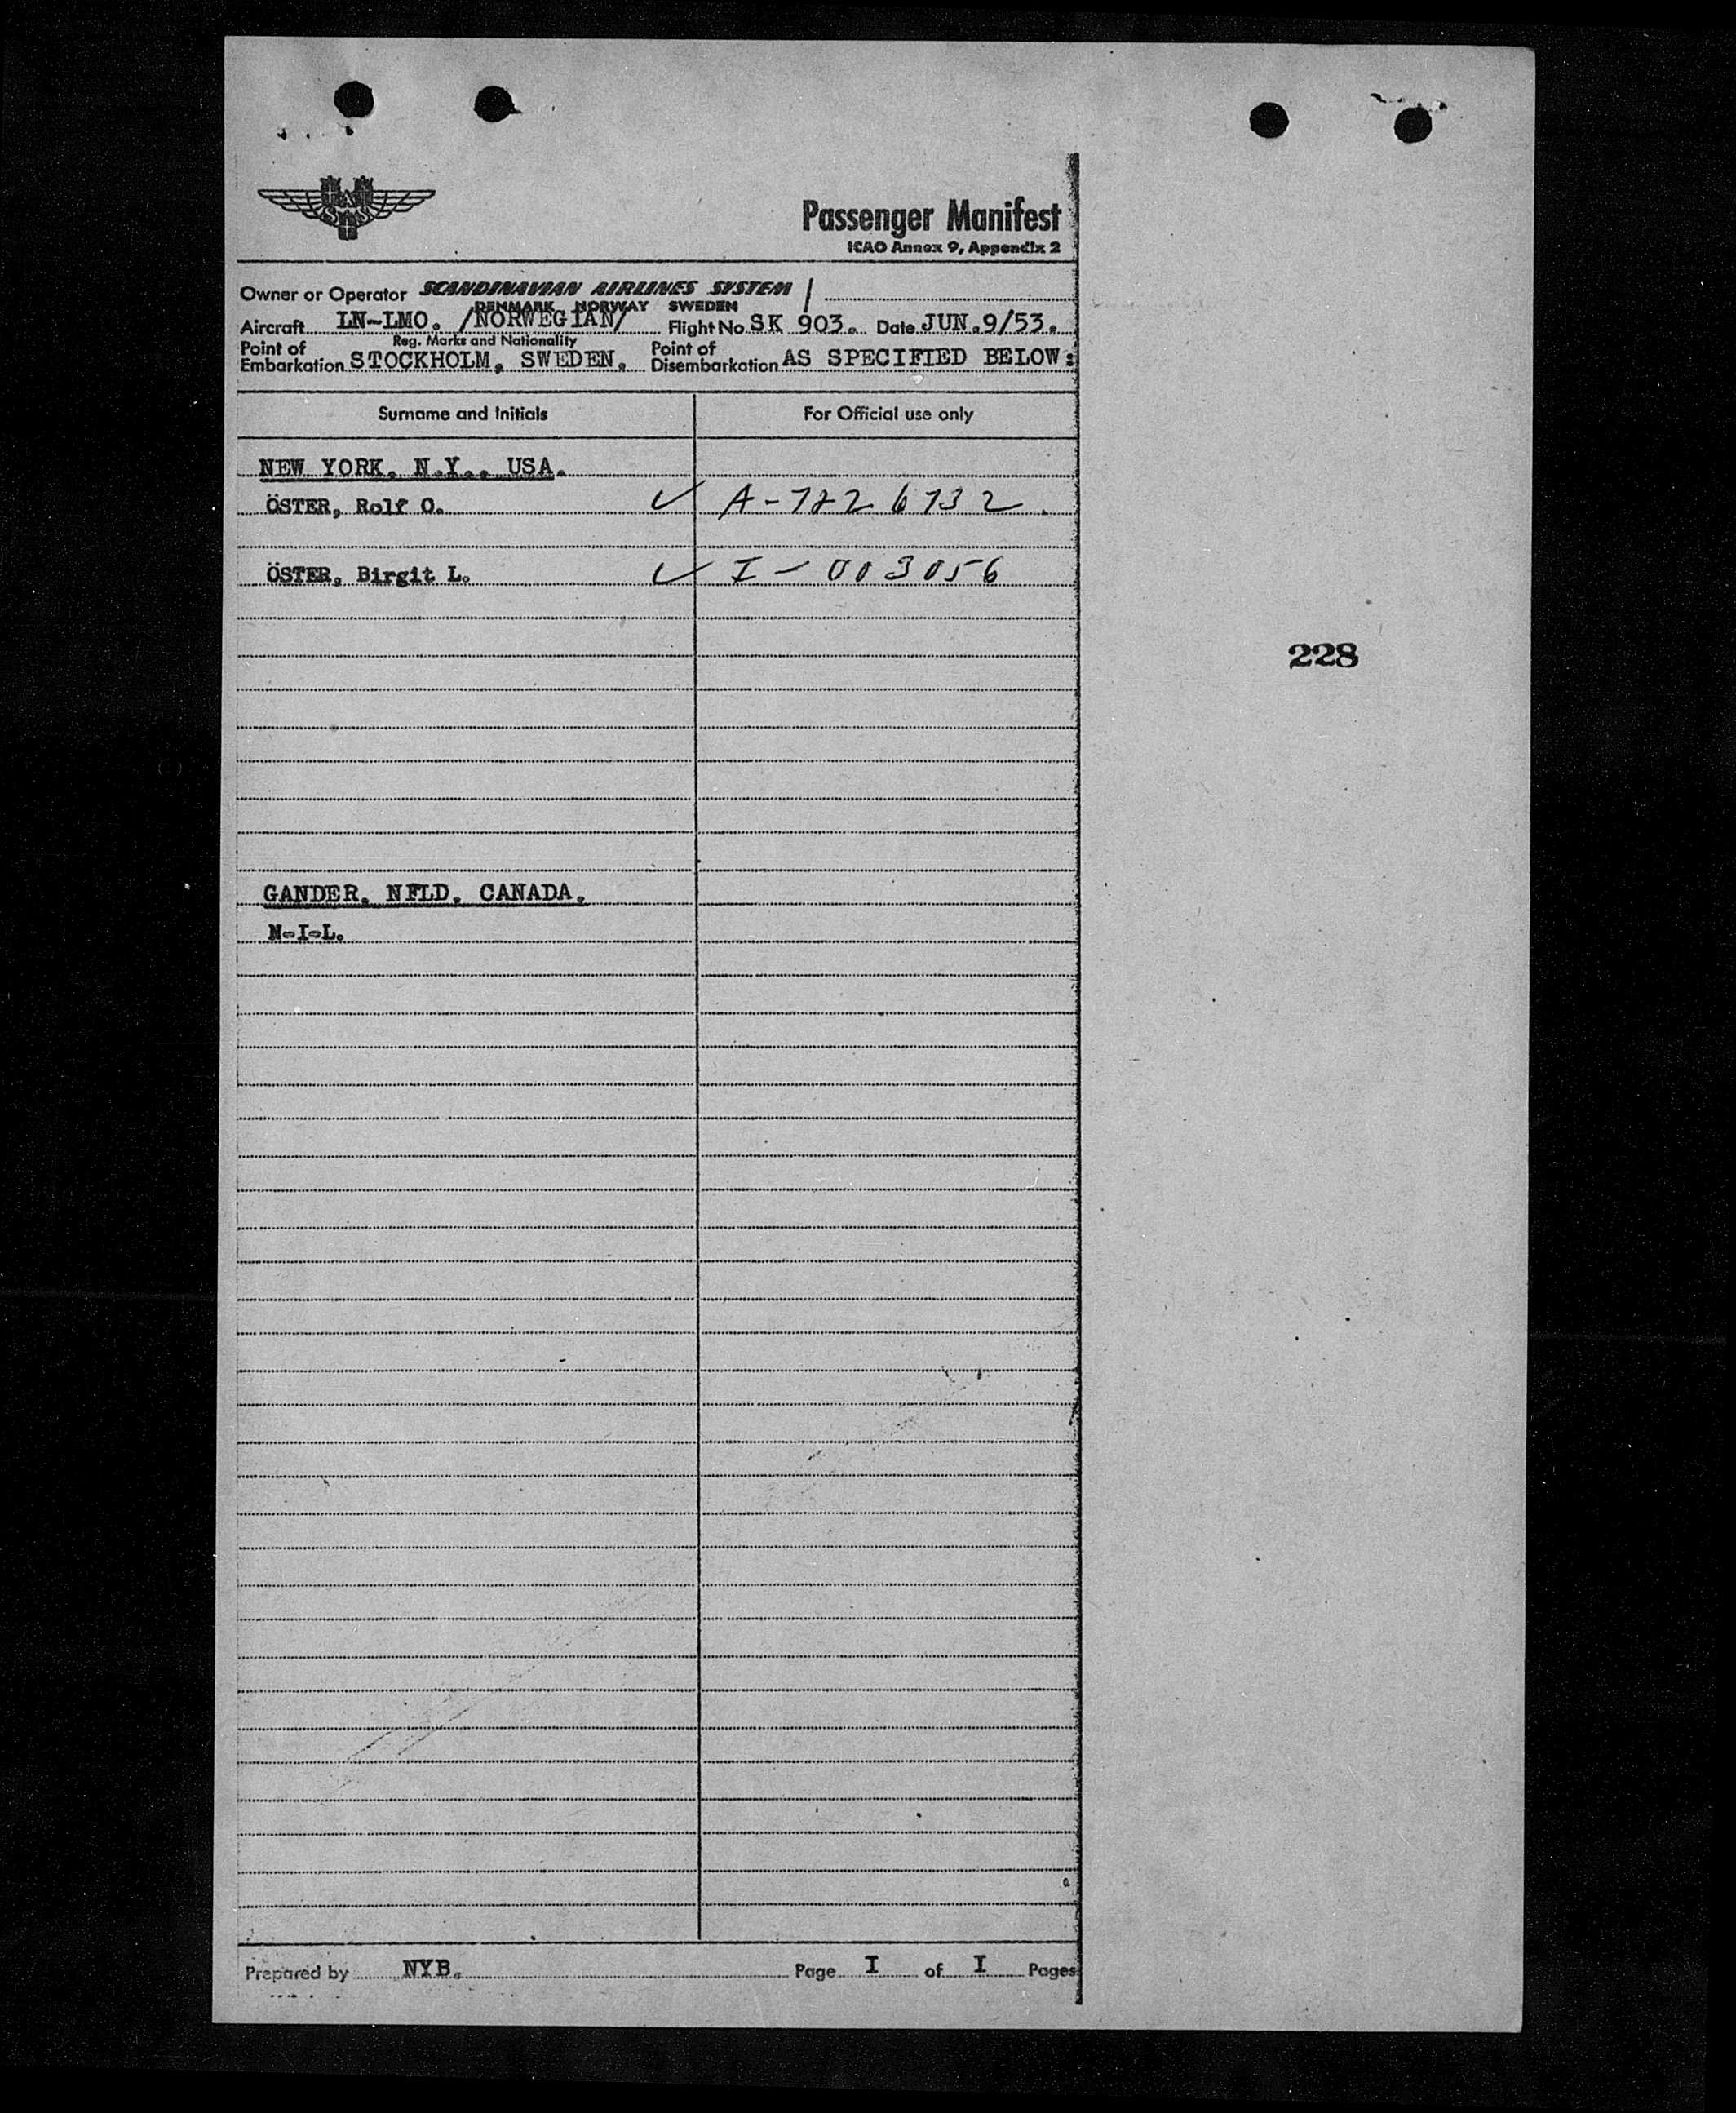 Passenger Manifest
ICAO Annex 9, Appendix 2
Owner or Operator SCANDINAVIAN AIRLINES SYSTEM /
DENMARK NORWAY SWEDEN
Aircraft LN-LMO. /NORWEGIAN/ Flight No. SK 903. Date JUN.9/53.
Reg. Marks and Nationality
Point of Embarkation STOCKHOLM, SWEDEN. Point of Disembarkation AS SPECIFIED BELOW:
Surname and Initials For Official use only
NEW YORK, N.Y., USA.
ÖSTER, Rolf O. ✓ A-7226732
ÖSTER, Birgit L. ✓ I-003056
228
GANDER, NFLD, CANADA.
N-I-L.
Prepared by NYB. Page I of I Pages